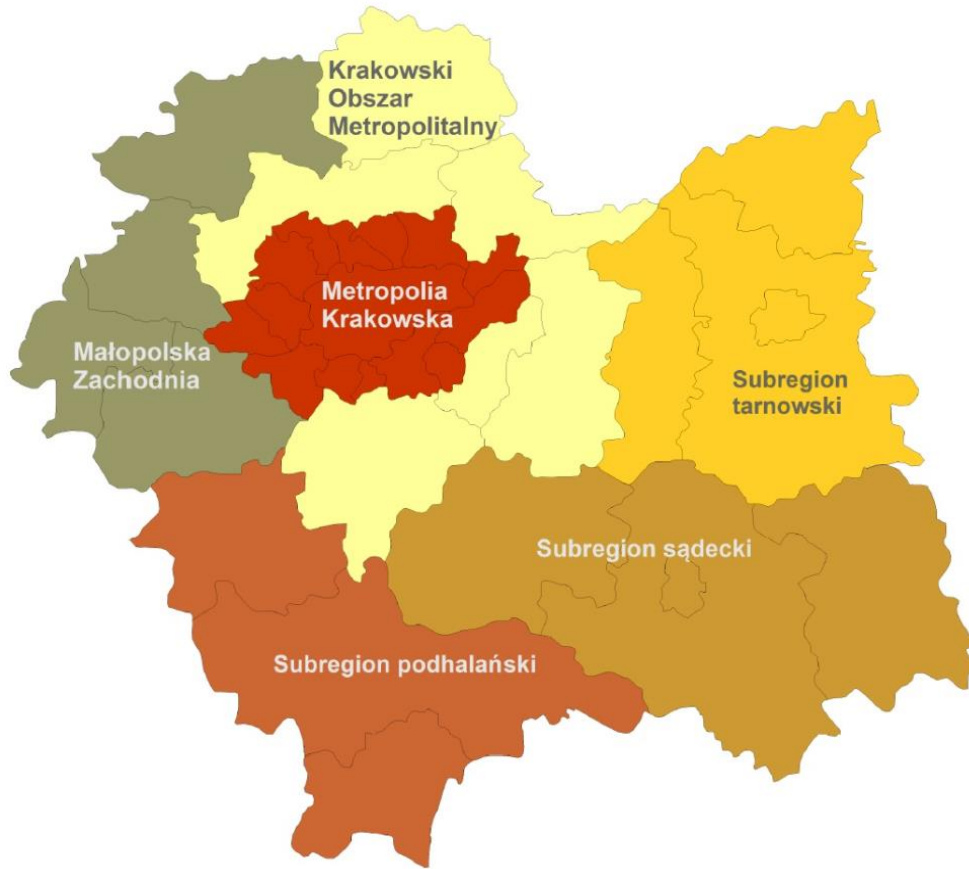 Krakowski
Obszar
Metropolitalny
Metropolia
Krakowska
Małopolska
Zachodnia
Subregion
tarnowski
Subregion sądecki
Subregion podhalański